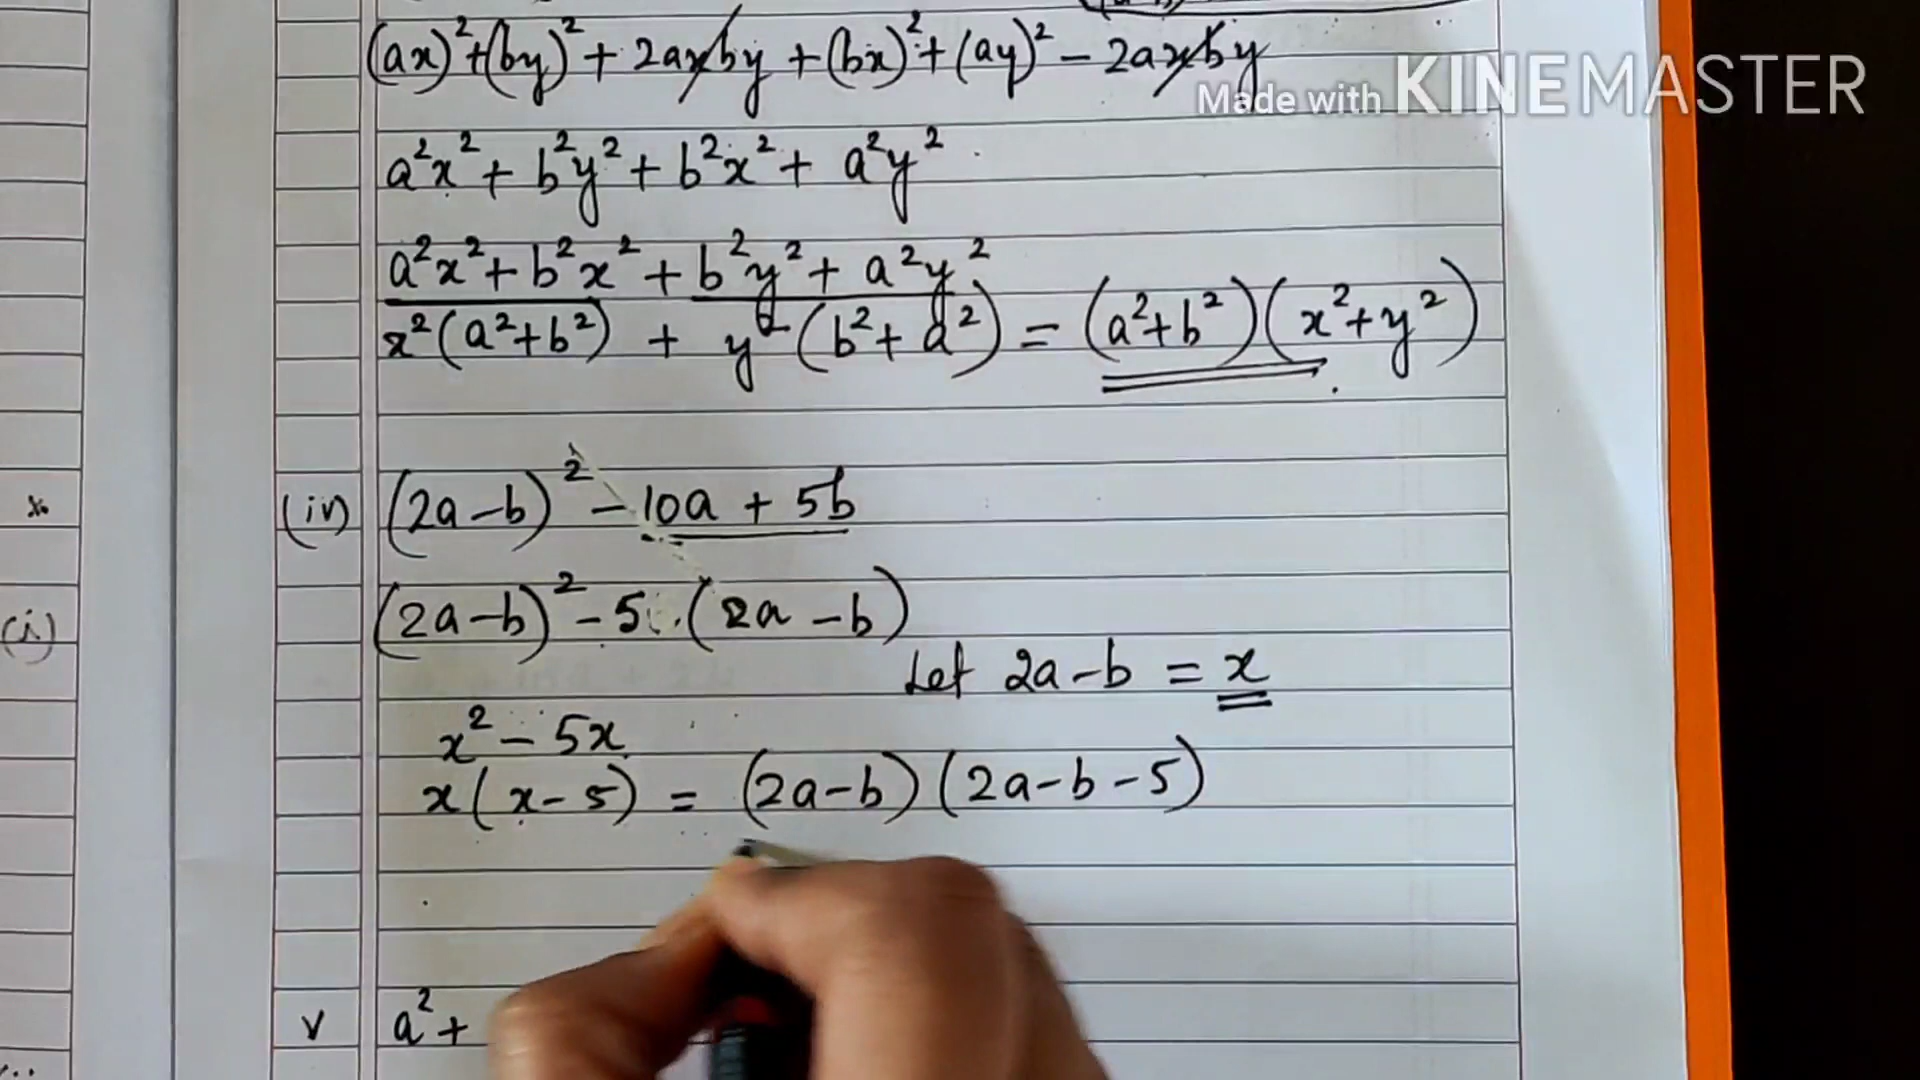 (ax)²+(by)²+ 2axby +(bx)²+(ay)² − 2axby
Made with KINEMASTER
a²x² + b²y² + b²x² + a²y²
a²x²+ b²x² + b²y²+ a²y²
x²(a²+b²) + y²(b²+a²) = (a²+b²)(x²+y²)
(iv) (2a−b)² − 10a + 5b
(2a−b)² − 5 (2a −b)
(i)
Let 2a−b = x
x² − 5x
x(x−5) = (2a−b)(2a−b−5)
v a² +